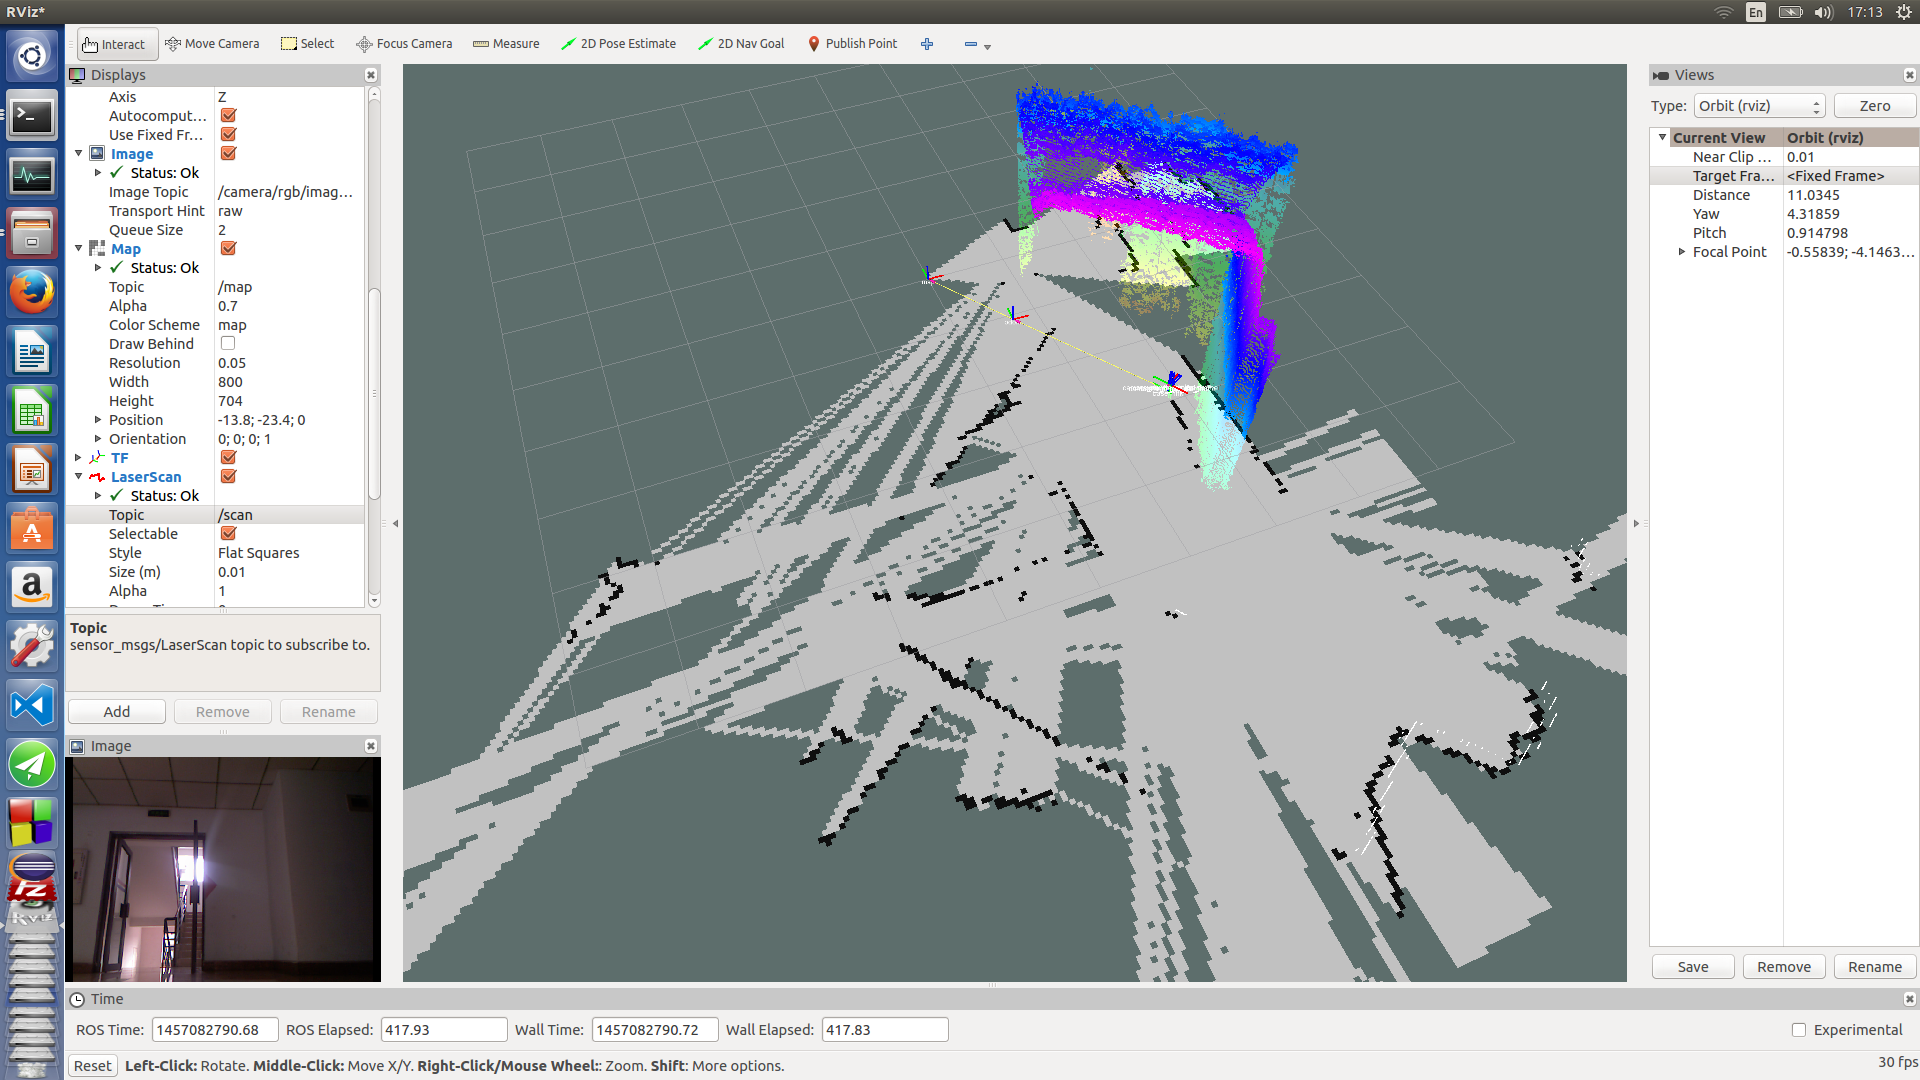 RViz*
En
17:13
Interact
Move Camera
Select
Focus Camera
Measure
2D Pose Estimate
2D Nav Goal
Publish Point
Displays
Axis Z
Autocomput...
Use Fixed Fr...
Image
Status: Ok
Image Topic /camera/rgb/imag...
Transport Hint raw
Queue Size 2
Map
Status: Ok
Topic /map
Alpha 0.7
Color Scheme map
Draw Behind
Resolution 0.05
Width 800
Height 704
Position -13.8; -23.4; 0
Orientation 0; 0; 0; 1
TF
LaserScan
Status: Ok
Topic /scan
Selectable
Style Flat Squares
Size (m) 0.01
Alpha 1
Topic
sensor_msgs/LaserScan topic to subscribe to.
Add Remove Rename
Image
Views
Type: Orbit (rviz) Zero
Current View Orbit (rviz)
Near Clip ... 0.01
Target Fra... <Fixed Frame>
Distance 11.0345
Yaw 4.31859
Pitch 0.914798
Focal Point -0.55839; -4.1463...
Save Remove Rename
Time
ROS Time: 1457082790.68 ROS Elapsed: 417.93 Wall Time: 1457082790.72 Wall Elapsed: 417.83
Experimental
Reset Left-Click: Rotate. Middle-Click: Move X/Y. Right-Click/Mouse Wheel:: Zoom. Shift: More options.
30 fps